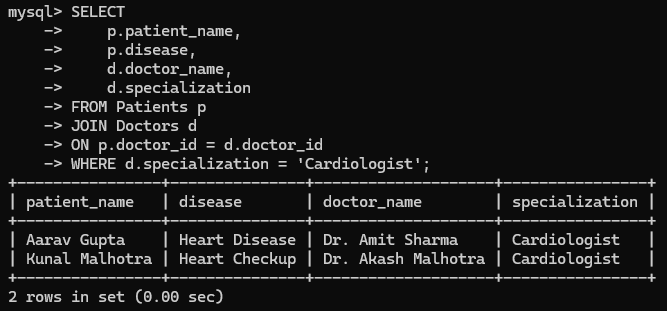 mysql> SELECT
    ->     p.patient_name,
    ->     p.disease,
    ->     d.doctor_name,
    ->     d.specialization
    -> FROM Patients p
    -> JOIN Doctors d
    -> ON p.doctor_id = d.doctor_id
    -> WHERE d.specialization = 'Cardiologist';
+----------------+---------------+--------------------+----------------+
| patient_name   | disease       | doctor_name        | specialization |
+----------------+---------------+--------------------+----------------+
| Aarav Gupta    | Heart Disease | Dr. Amit Sharma    | Cardiologist   |
| Kunal Malhotra | Heart Checkup | Dr. Akash Malhotra | Cardiologist   |
+----------------+---------------+--------------------+----------------+
2 rows in set (0.00 sec)